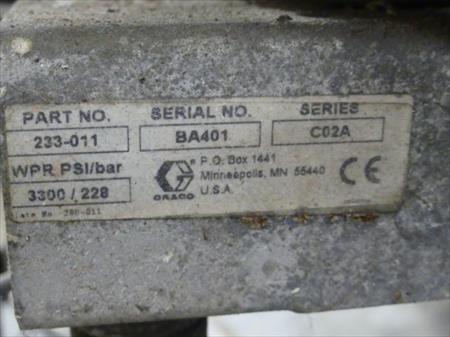 PART NO. SERIAL NO. SERIES
233-011 BA401 C02A
WPR PSI/bar
3300 / 228
GRACO
P.O. Box 1441
Minneapolis, MN 55440
U.S.A.
CE